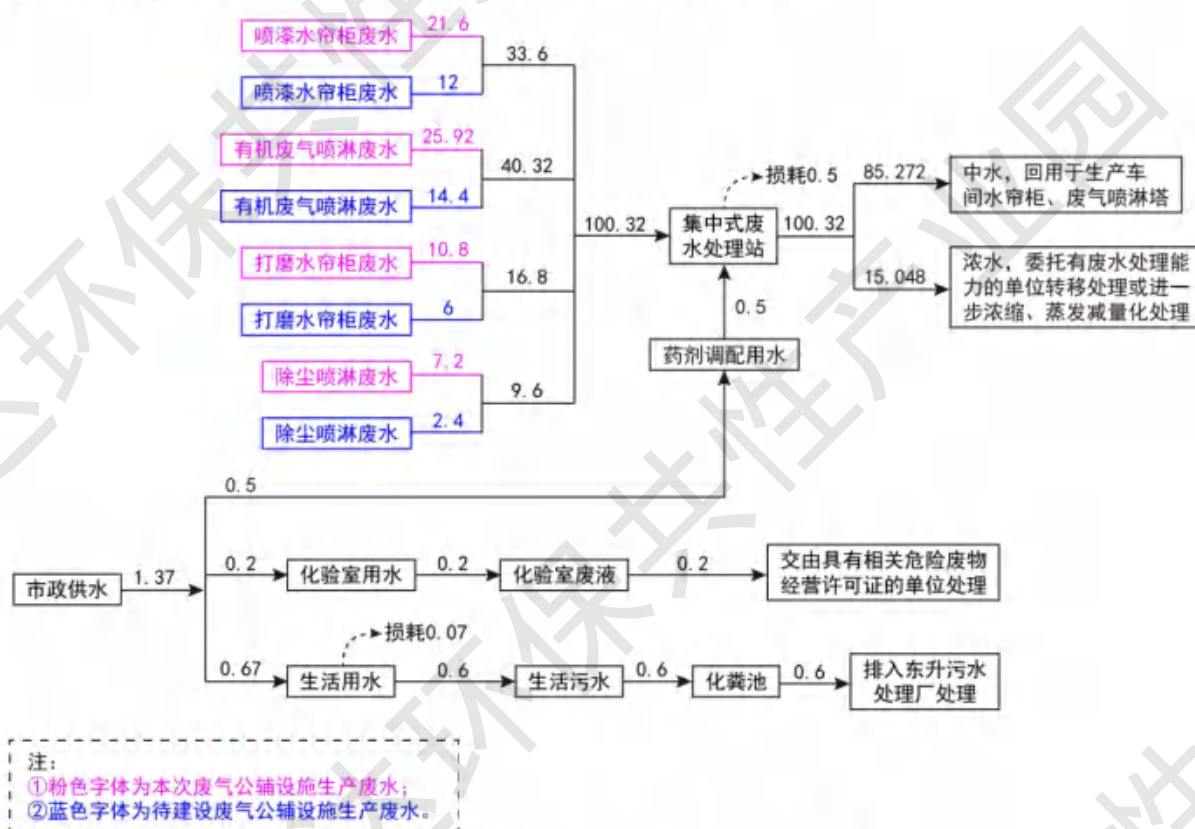 喷漆水帘柜废水
21.6
33.6
喷漆水帘柜废水
12
有机废气喷淋废水
25.92
40.32
有机废气喷淋废水
14.4
打磨水帘柜废水
10.8
16.8
打磨水帘柜废水
6
除尘喷淋废水
7.2
9.6
除尘喷淋废水
2.4
100.32
集中式废
水处理站
损耗0.5
100.32
85.272
中水，回用于生产车
间水帘柜、废气喷淋塔
15.048
浓水，委托有废水处理能
力的单位转移处理或进一
步浓缩、蒸发减量化处理
0.5
药剂调配用水
0.5
市政供水
1.37
0.2
化验室用水
0.2
化验室废液
0.2
交由具有相关危险废物
经营许可证的单位处理
损耗0.07
0.67
生活用水
0.6
生活污水
0.6
化粪池
0.6
排入东升污水
处理厂处理
注：
①粉色字体为本次废气公辅设施生产废水；
②蓝色字体为待建设废气公辅设施生产废水。
环保共性产业园
环保共性产业园